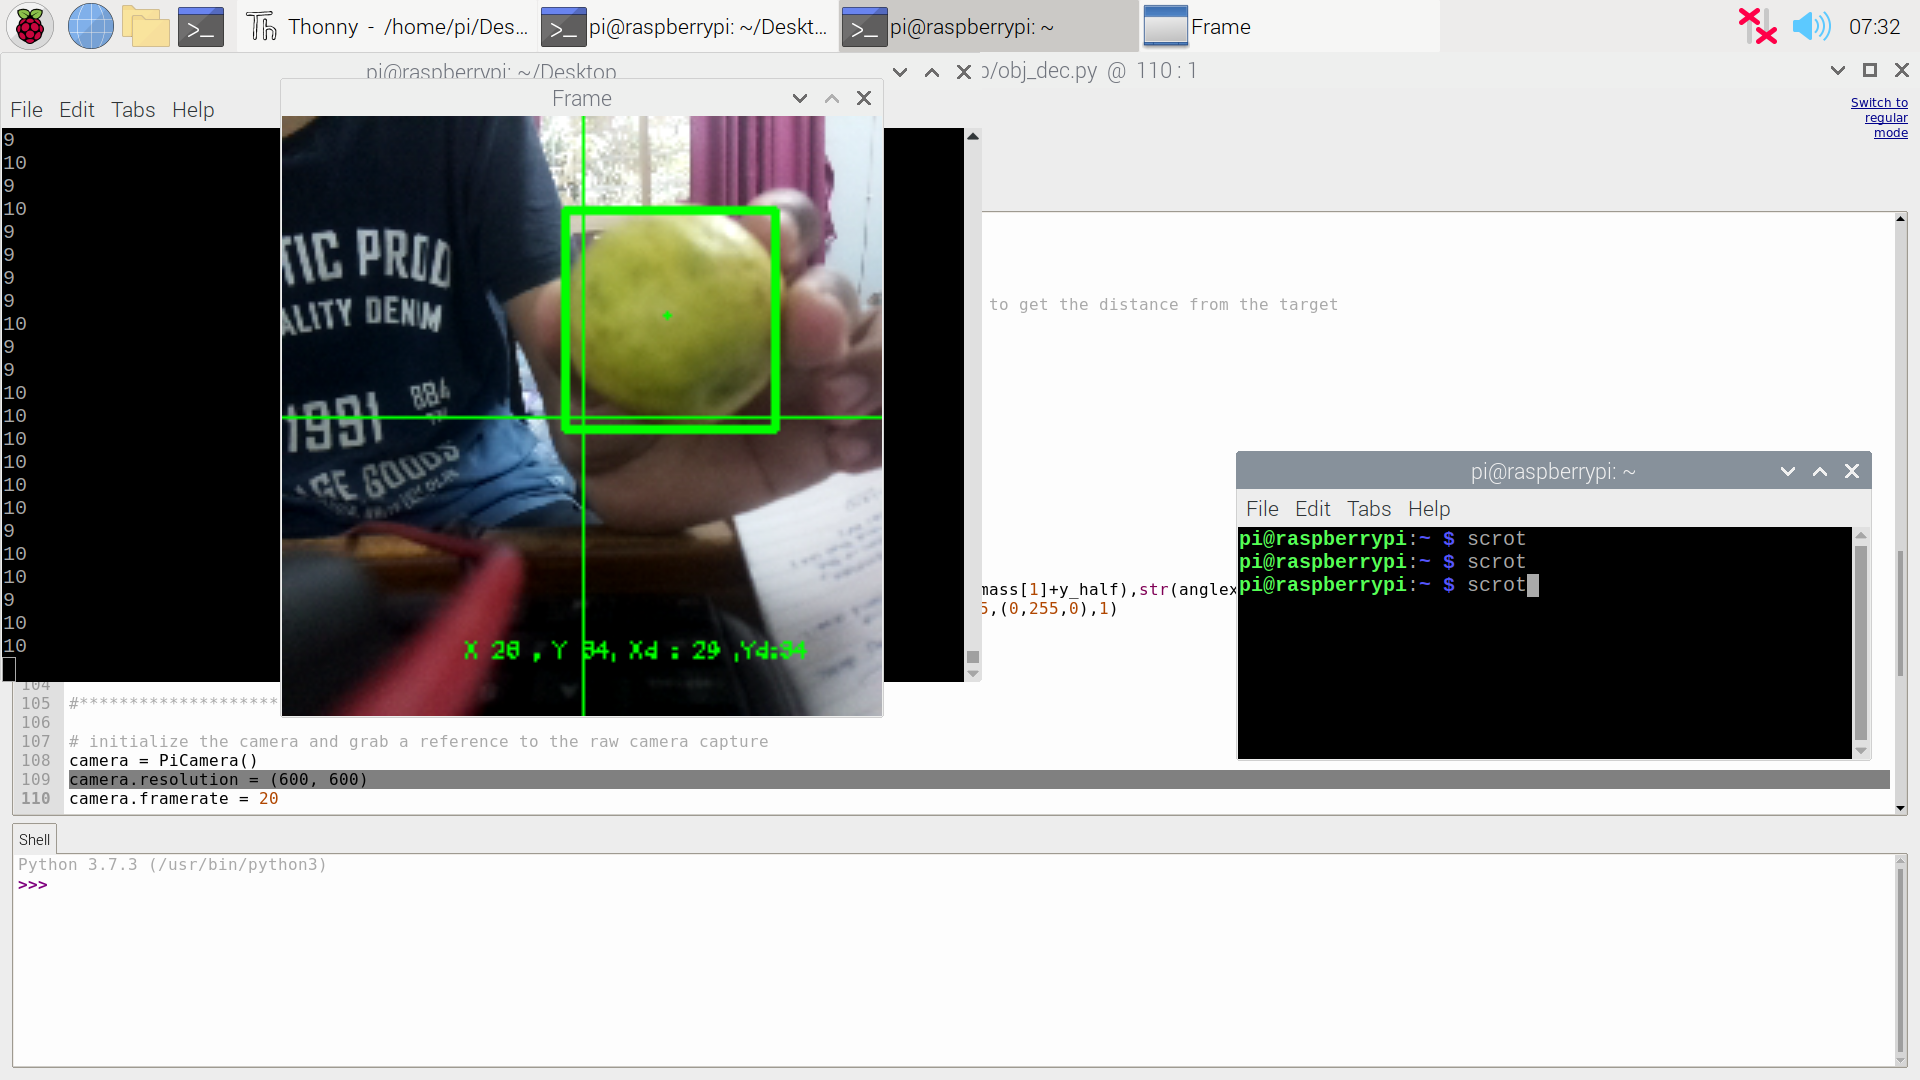 Thonny - /home/pi/Des...
pi@raspberrypi: ~/Deskt...
pi@raspberrypi: ~
Frame
07:32
pi@raspberrypi: ~/Desktop
b/obj_dec.py @ 110 : 1
File Edit Tabs Help
Frame
Switch to
regular
mode
9
10
9
10
9
9
9
9
10
9
9
10
10
10
10
10
10
9
10
10
9
10
10
TIC PROD
ALITY DENIM
1991
884
GE GOODS
to get the distance from the target
mass[1]+y_half),str(anglex
5,(0,255,0),1)
pi@raspberrypi: ~
File Edit Tabs Help
pi@raspberrypi:~ $ scrot
pi@raspberrypi:~ $ scrot
pi@raspberrypi:~ $ scrot
104
105 #*********************
106
107 # initialize the camera and grab a reference to the raw camera capture
108 camera = PiCamera()
109 camera.resolution = (600, 600)
110 camera.framerate = 20
Shell
Python 3.7.3 (/usr/bin/python3)
>>>